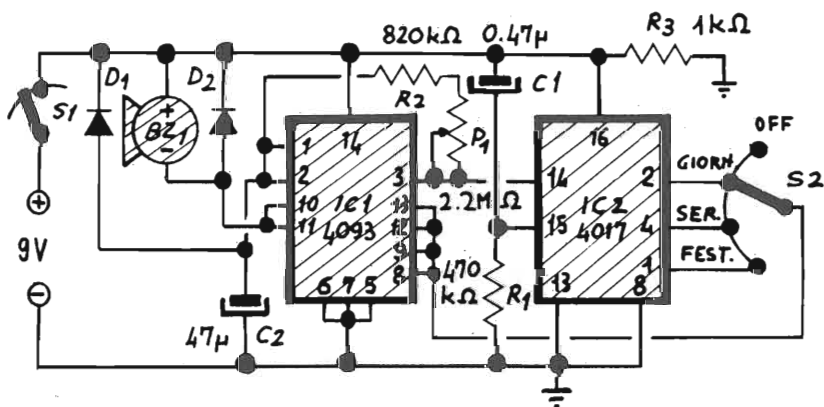 820kΩ 0.47µ R3 1kΩ
S1 D1 + BZ1 − D2 R2 C1
P1 OFF
1 14 16
2 3 14 2 GIORN. S2
10 IC1 13 2.2MΩ IC2
11 4093 12 15 4017 4 SER.
9
8 470 kΩ R1 1 FEST.
+ 9V −
6 7 5 13 8
47µ C2